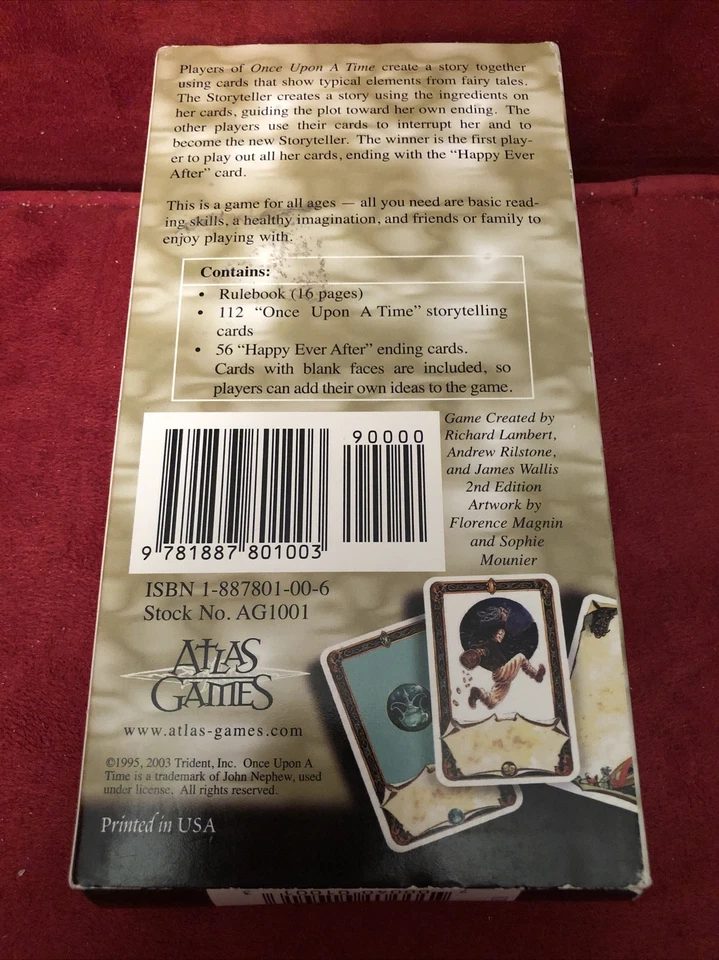 Players of Once Upon A Time create a story together
using cards that show typical elements from fairy tales.
The Storyteller creates a story using the ingredients on
her cards, guiding the plot toward her own ending. The
other players use their cards to interrupt her and to
become the new Storyteller. The winner is the first play-
er to play out all her cards, ending with the “Happy Ever
After” card.
This is a game for all ages — all you need are basic read-
ing skills, a healthy imagination, and friends or family to
enjoy playing with.
Contains:
• Rulebook (16 pages)
• 112 “Once Upon A Time” storytelling
cards
• 56 “Happy Ever After” ending cards.
Cards with blank faces are included, so
players can add their own ideas to the game.
90000
9 781887 801003
Game Created by
Richard Lambert,
Andrew Rilstone,
and James Wallis
2nd Edition
Artwork by
Florence Magnin
and Sophie
Mounier
ISBN 1-887801-00-6
Stock No. AG1001
ATLAS
GAMES
www.atlas-games.com
©1995, 2003 Trident, Inc. Once Upon A
Time is a trademark of John Nephew, used
under license. All rights reserved.
Printed in USA